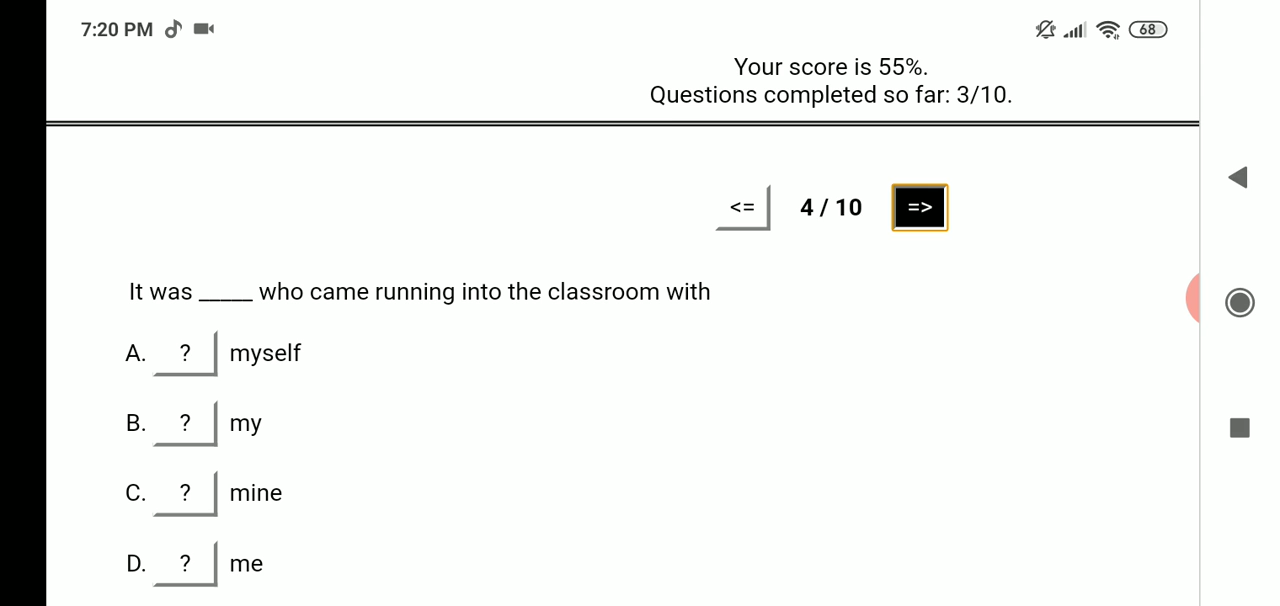 7:20 PM
68
Your score is 55%.
Questions completed so far: 3/10.
<= 4 / 10 =>
It was _____ who came running into the classroom with
A. ? myself
B. ? my
C. ? mine
D. ? me